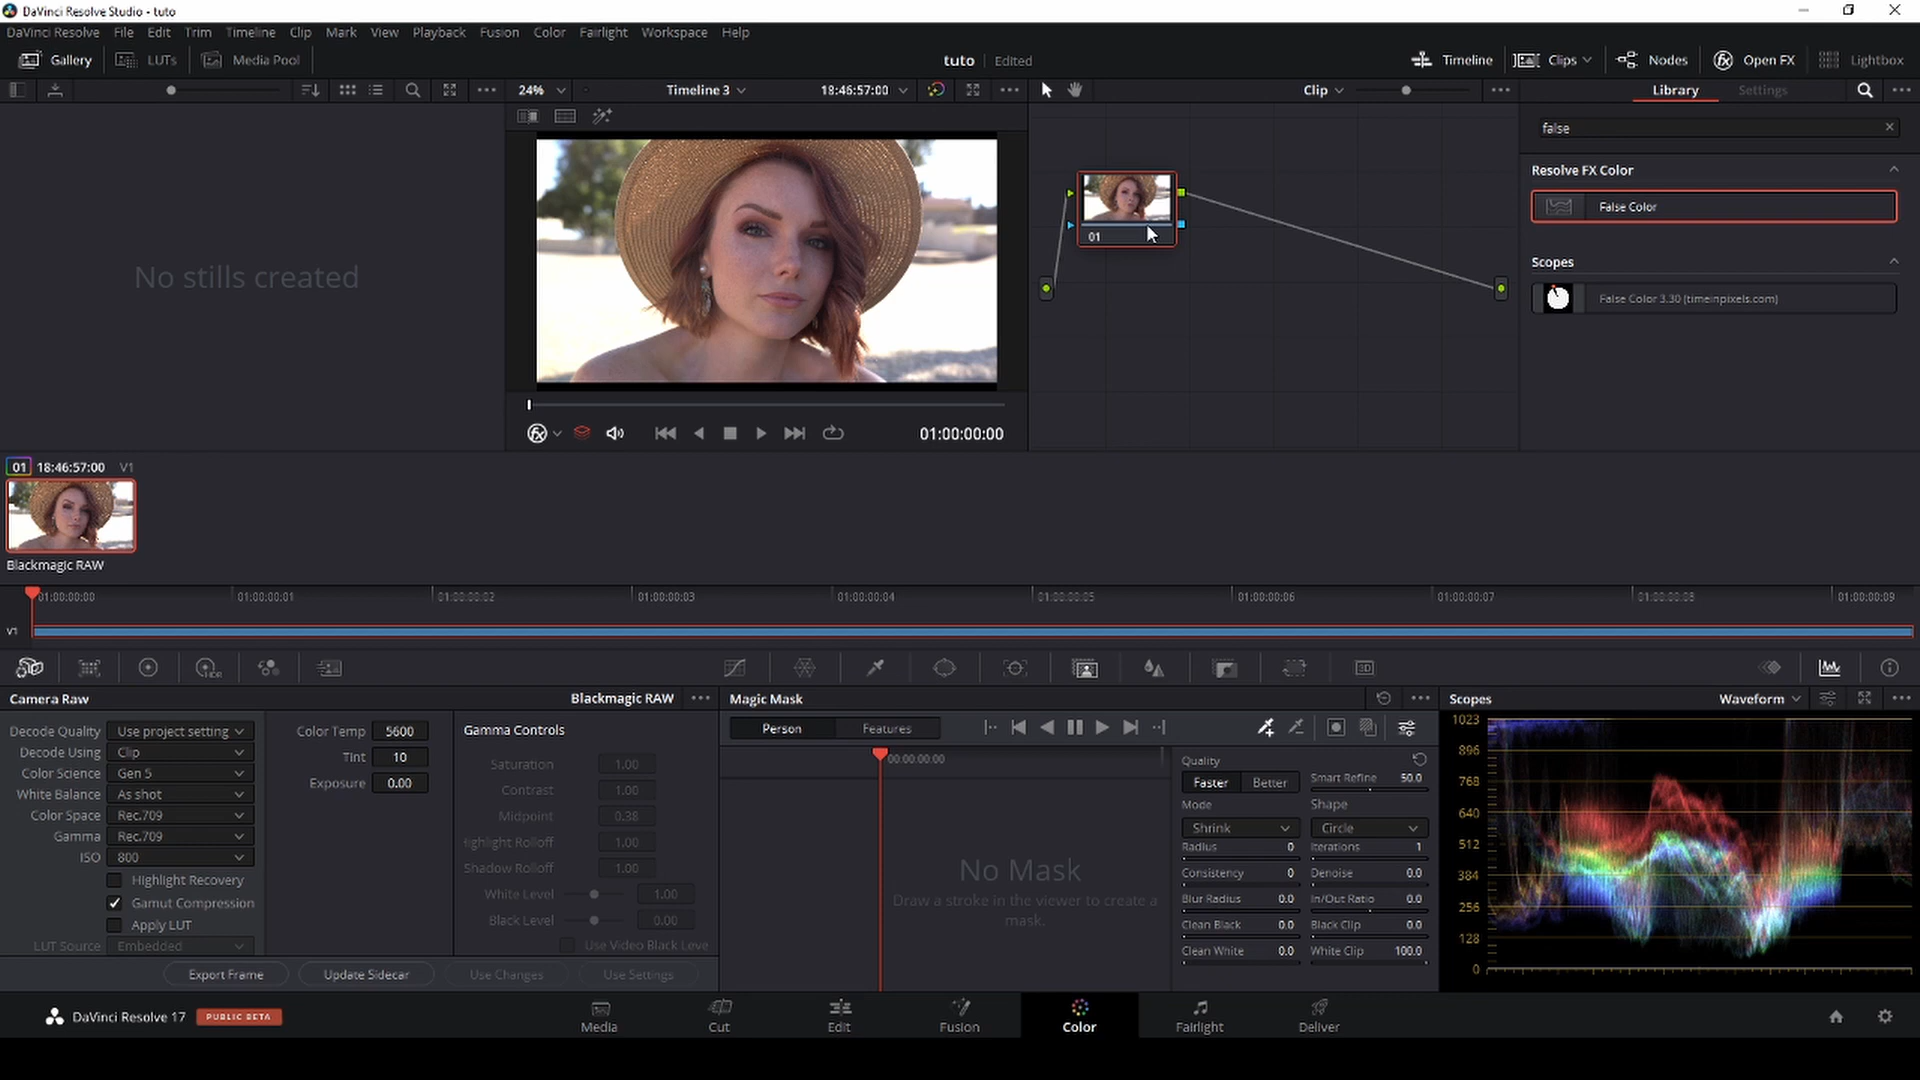 DaVinci Resolve Studio - tuto
DaVinci Resolve File Edit Trim Timeline Clip Mark View Playback Fusion Color Fairlight Workspace Help
Gallery LUTs Media Pool tuto Edited Timeline Clips Nodes Open FX Lightbox
24% Timeline 3 18:46:57:00 Clip Library Settings
false
Resolve FX Color
False Color
Scopes
False Color 3.30 (timeinpixels.com)
No stills created
01
01:00:00:00
01 18:46:57:00 V1
Blackmagic RAW
01:00:00:00 01:00:00:01 01:00:00:02 01:00:00:03 01:00:00:04 01:00:00:05 01:00:00:06 01:00:00:07 01:00:00:08 01:00:00:09
V1
Camera Raw Blackmagic RAW Magic Mask Scopes Waveform
Decode Quality Use project setting
Decode Using Clip
Color Science Gen 5
White Balance As shot
Color Space Rec.709
Gamma Rec.709
ISO 800
Highlight Recovery
Gamut Compression
Apply LUT
LUT Source Embedded
Color Temp 5600
Tint 10
Exposure 0.00
Gamma Controls
Saturation 1.00
Contrast 1.00
Midpoint 0.38
Highlight Rolloff 1.00
Shadow Rolloff 1.00
White Level 1.00
Black Level 0.00
Use Video Black Leve
Export Frame Update Sidecar Use Changes Use Settings
Person Features
00:00:00:00
No Mask
Draw a stroke in the viewer to create a
mask.
Quality
Faster Better Smart Refine 50.0
Mode Shape
Shrink Circle
Radius 0 Iterations 1
Consistency 0 Denoise 0.0
Blur Radius 0.0 In/Out Ratio 0.0
Clean Black 0.0 Black Clip 0.0
Clean White 0.0 White Clip 100.0
1023
896
768
640
512
384
256
128
0
DaVinci Resolve 17 PUBLIC BETA Media Cut Edit Fusion Color Fairlight Deliver